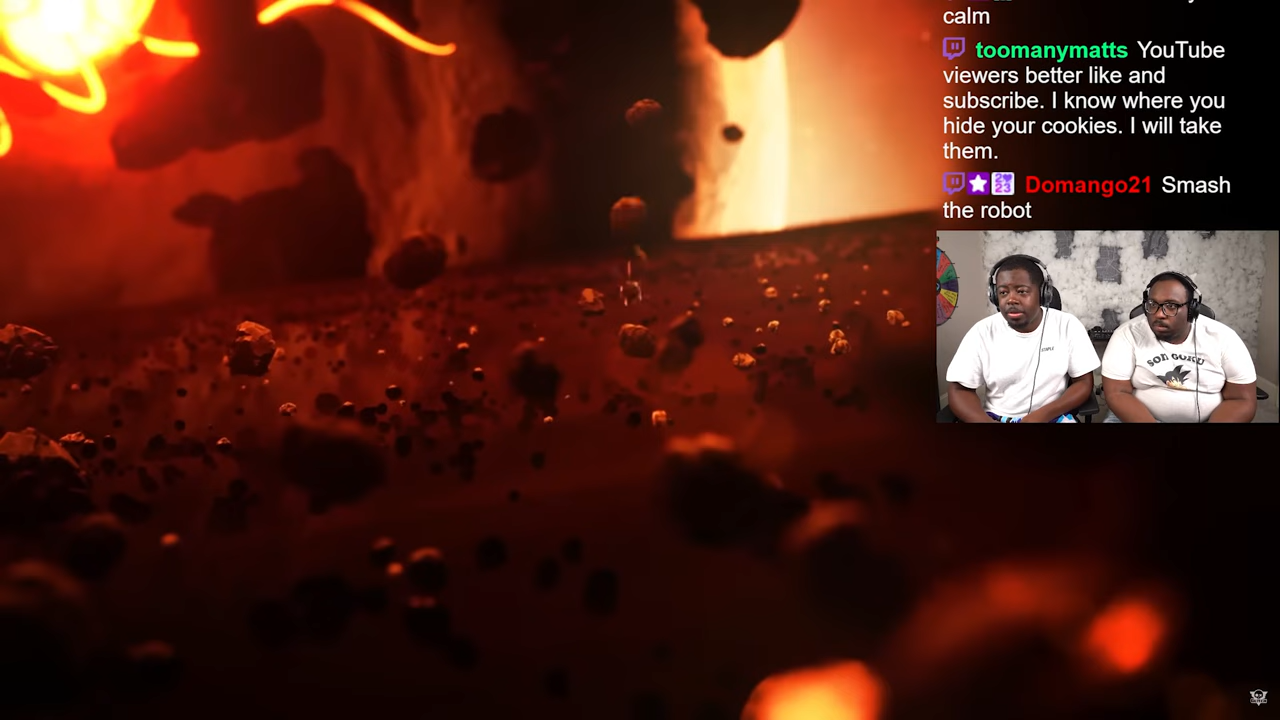 calm
toomanymatts YouTube
viewers better like and
subscribe. I know where you
hide your cookies. I will take
them.
Domango21 Smash
the robot
SON GOKU